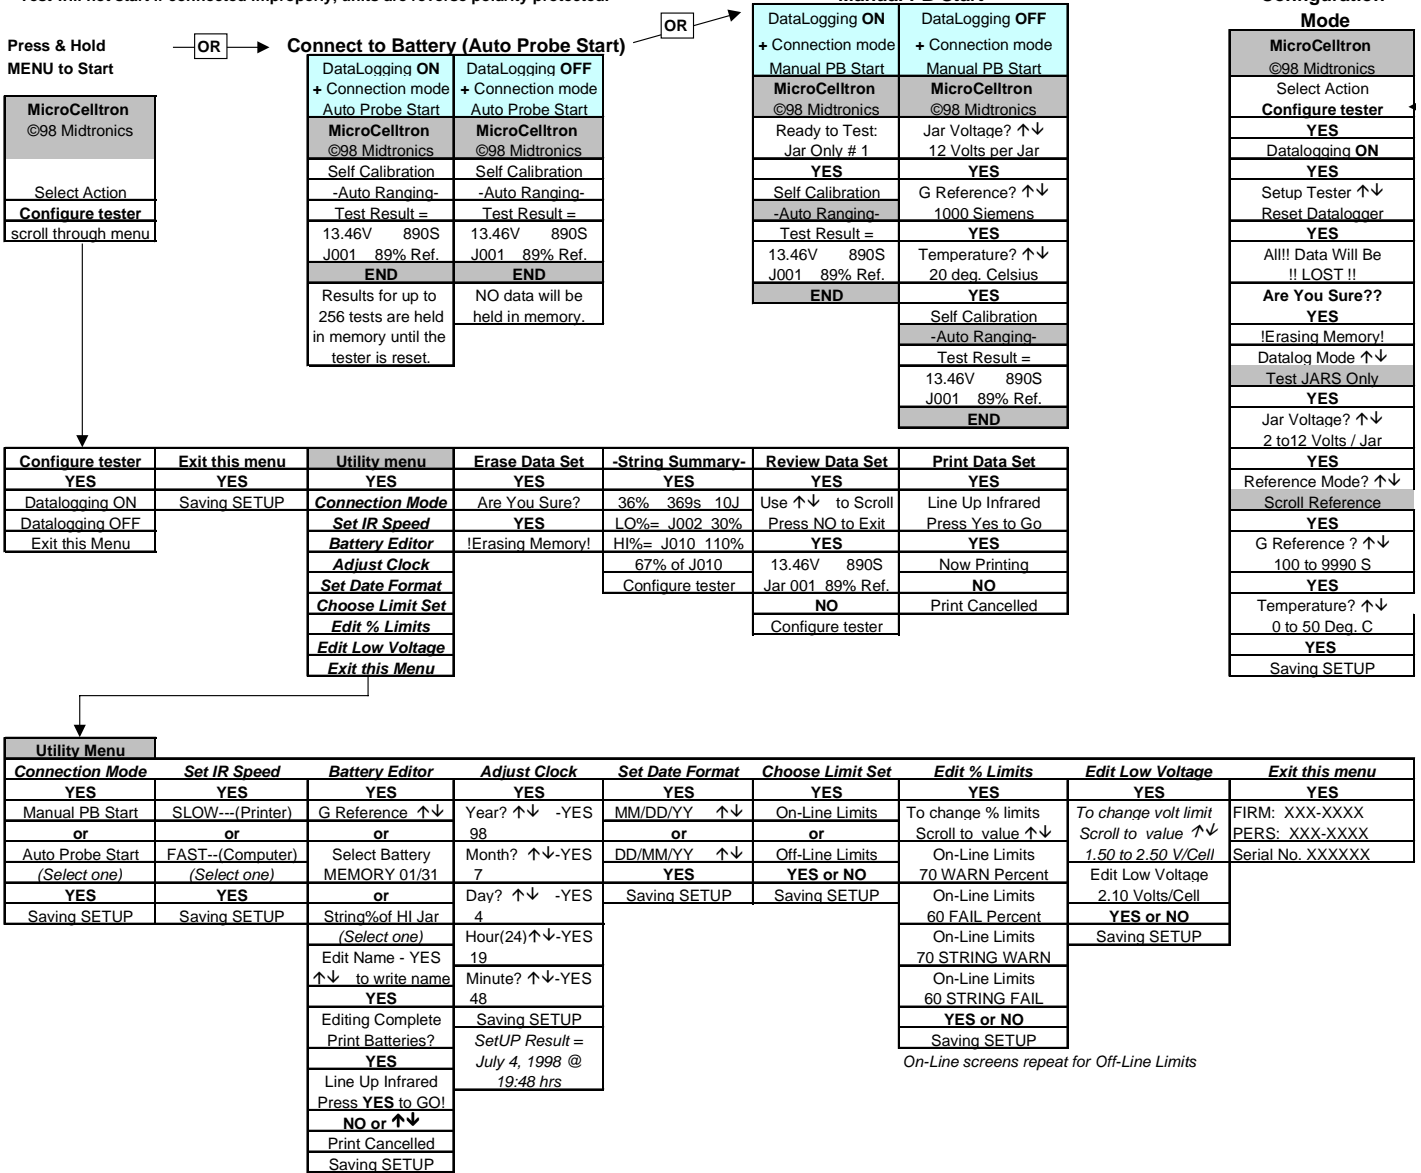 Test will not start if connected improperly, units are reverse polarity protected.
Manual PB Start
Configuration
Mode
Press & Hold
MENU to Start
OR
Connect to Battery (Auto Probe Start)
OR
MicroCelltron
©98 Midtronics
Select Action
Configure tester
scroll through menu
DataLogging ON
+ Connection mode
Auto Probe Start
MicroCelltron
©98 Midtronics
Self Calibration
-Auto Ranging-
Test Result =
13.46V 890S
J001 89% Ref.
END
Results for up to
256 tests are held
in memory until the
tester is reset.
DataLogging OFF
+ Connection mode
Auto Probe Start
MicroCelltron
©98 Midtronics
Self Calibration
-Auto Ranging-
Test Result =
13.46V 890S
J001 89% Ref.
END
NO data will be
held in memory.
DataLogging ON
+ Connection mode
Manual PB Start
MicroCelltron
©98 Midtronics
Ready to Test:
Jar Only # 1
YES
Self Calibration
-Auto Ranging-
Test Result =
13.46V 890S
J001 89% Ref.
END
DataLogging OFF
+ Connection mode
Manual PB Start
MicroCelltron
©98 Midtronics
Jar Voltage? ↑↓
12 Volts per Jar
YES
G Reference? ↑↓
1000 Siemens
YES
Temperature? ↑↓
20 deg. Celsius
YES
Self Calibration
-Auto Ranging-
Test Result =
13.46V 890S
J001 89% Ref.
END
MicroCelltron
©98 Midtronics
Select Action
Configure tester
YES
Datalogging ON
YES
Setup Tester ↑↓
Reset Datalogger
YES
All!! Data Will Be
!! LOST !!
Are You Sure??
YES
!Erasing Memory!
Datalog Mode ↑↓
Test JARS Only
YES
Jar Voltage? ↑↓
2 to12 Volts / Jar
YES
Reference Mode? ↑↓
Scroll Reference
YES
G Reference ? ↑↓
100 to 9990 S
YES
Temperature? ↑↓
0 to 50 Deg. C
YES
Saving SETUP
Configure tester
YES
Datalogging ON
Datalogging OFF
Exit this Menu
Exit this menu
YES
Saving SETUP
Utility menu
YES
Connection Mode
Set IR Speed
Battery Editor
Adjust Clock
Set Date Format
Choose Limit Set
Edit % Limits
Edit Low Voltage
Exit this Menu
Erase Data Set
YES
Are You Sure?
YES
!Erasing Memory!
-String Summary-
YES
36% 369s 10J
LO%= J002 30%
HI%= J010 110%
67% of J010
Configure tester
Review Data Set
YES
Use ↑↓ to Scroll
Press NO to Exit
YES
13.46V 890S
Jar 001 89% Ref.
NO
Configure tester
Print Data Set
YES
Line Up Infrared
Press Yes to Go
YES
Now Printing
NO
Print Cancelled
Utility Menu
Connection Mode
YES
Manual PB Start
or
Auto Probe Start
(Select one)
YES
Saving SETUP
Set IR Speed
YES
SLOW---(Printer)
or
FAST--(Computer)
(Select one)
YES
Saving SETUP
Battery Editor
YES
G Reference ↑↓
or
Select Battery
MEMORY 01/31
or
String%of HI Jar
(Select one)
Edit Name - YES
↑↓ to write name
YES
Editing Complete
Print Batteries?
YES
Line Up Infrared
Press YES to GO!
NO or ↑↓
Print Cancelled
Saving SETUP
Adjust Clock
YES
Year? ↑↓ -YES
98
Month? ↑↓-YES
7
Day? ↑↓ -YES
4
Hour(24)↑↓-YES
19
Minute? ↑↓-YES
48
Saving SETUP
SetUP Result =
July 4, 1998 @
19:48 hrs
Set Date Format
YES
MM/DD/YY ↑↓
or
DD/MM/YY ↑↓
YES
Saving SETUP
Choose Limit Set
YES
On-Line Limits
or
Off-Line Limits
YES or NO
Saving SETUP
Edit % Limits
YES
To change % limits
Scroll to value ↑↓
On-Line Limits
70 WARN Percent
On-Line Limits
60 FAIL Percent
On-Line Limits
70 STRING WARN
On-Line Limits
60 STRING FAIL
YES or NO
Saving SETUP
On-Line screens repeat for Off-Line Limits
Edit Low Voltage
YES
To change volt limit
Scroll to value ↑↓
1.50 to 2.50 V/Cell
Edit Low Voltage
2.10 Volts/Cell
YES or NO
Saving SETUP
Exit this menu
YES
FIRM: XXX-XXXX
PERS: XXX-XXXX
Serial No. XXXXXX